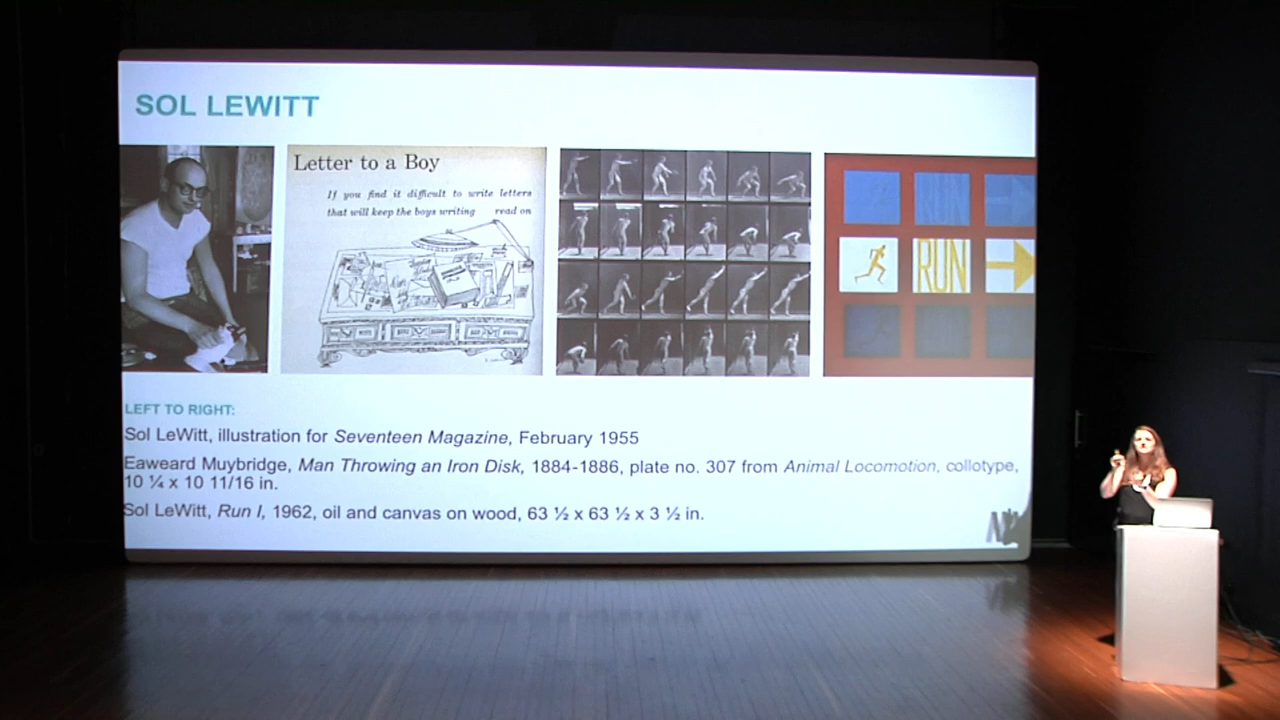 SOL LEWITT
Letter to a Boy
If you find it difficult to write letters
that will keep the boys writing read on
RUN
RUN
LEFT TO RIGHT:
Sol LeWitt, illustration for Seventeen Magazine, February 1955
Eaweard Muybridge, Man Throwing an Iron Disk, 1884-1886, plate no. 307 from Animal Locomotion, collotype,
10 ¼ x 10 11/16 in.
Sol LeWitt, Run I, 1962, oil and canvas on wood, 63 ½ x 63 ½ x 3 ½ in.